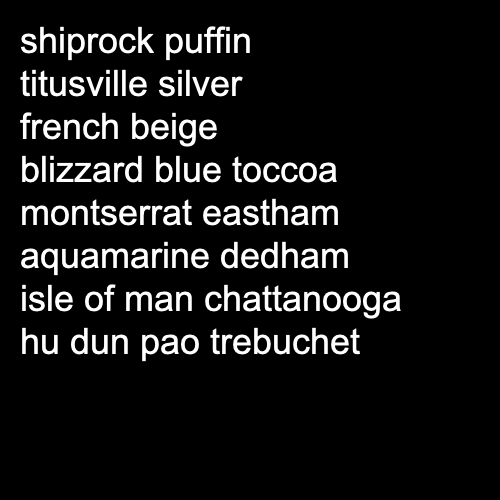 shiprock puffin
titusville silver
french beige
blizzard blue toccoa
montserrat eastham
aquamarine dedham
isle of man chattanooga
hu dun pao trebuchet